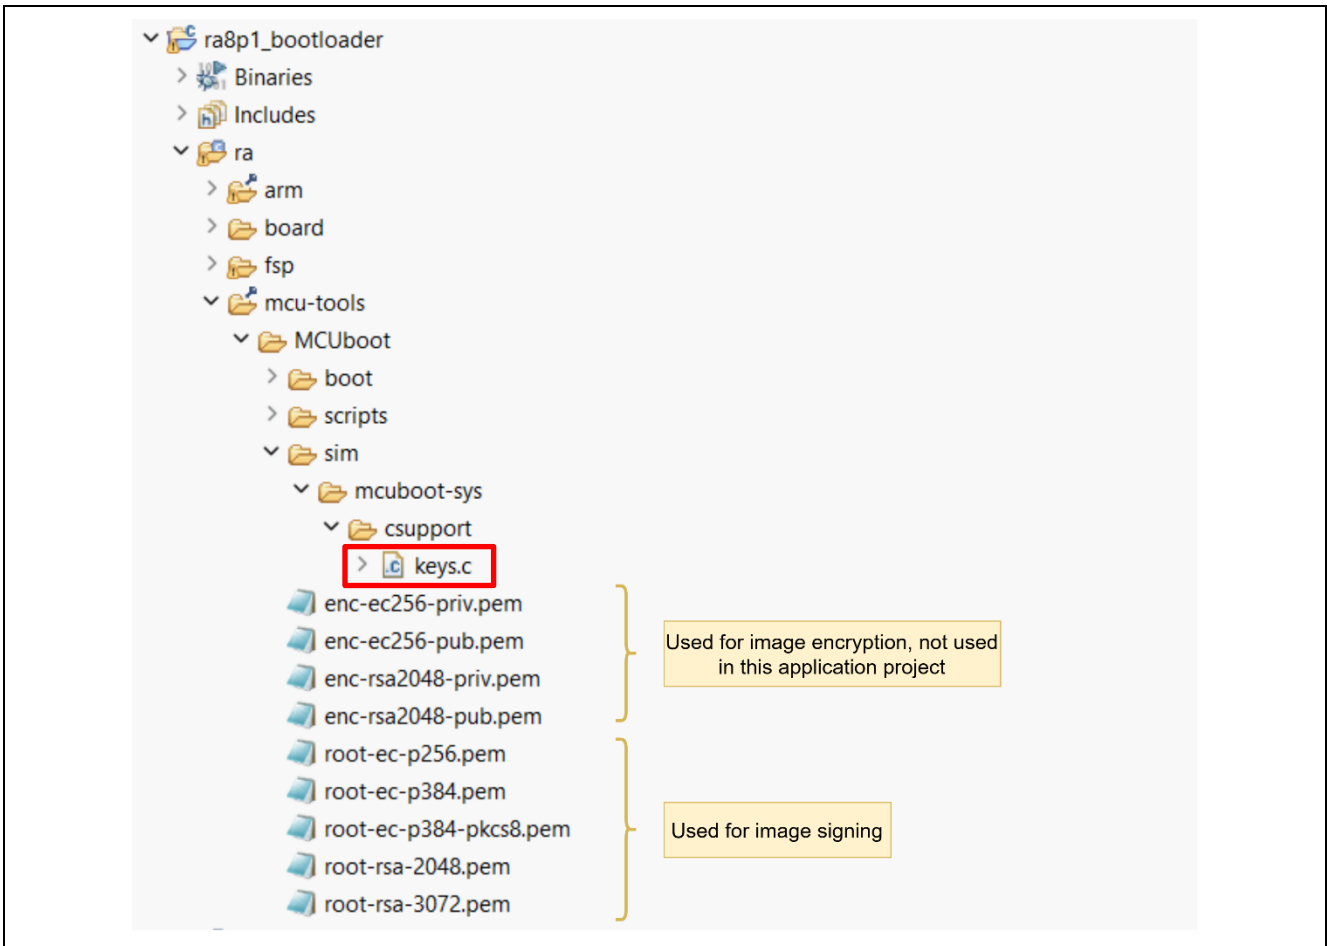 ra8p1_bootloader
Binaries
Includes
ra
arm
board
fsp
mcu-tools
MCUboot
boot
scripts
sim
mcuboot-sys
csupport
keys.c
enc-ec256-priv.pem
enc-ec256-pub.pem
enc-rsa2048-priv.pem
enc-rsa2048-pub.pem
Used for image encryption, not used
in this application project
root-ec-p256.pem
root-ec-p384.pem
root-ec-p384-pkcs8.pem
root-rsa-2048.pem
root-rsa-3072.pem
Used for image signing